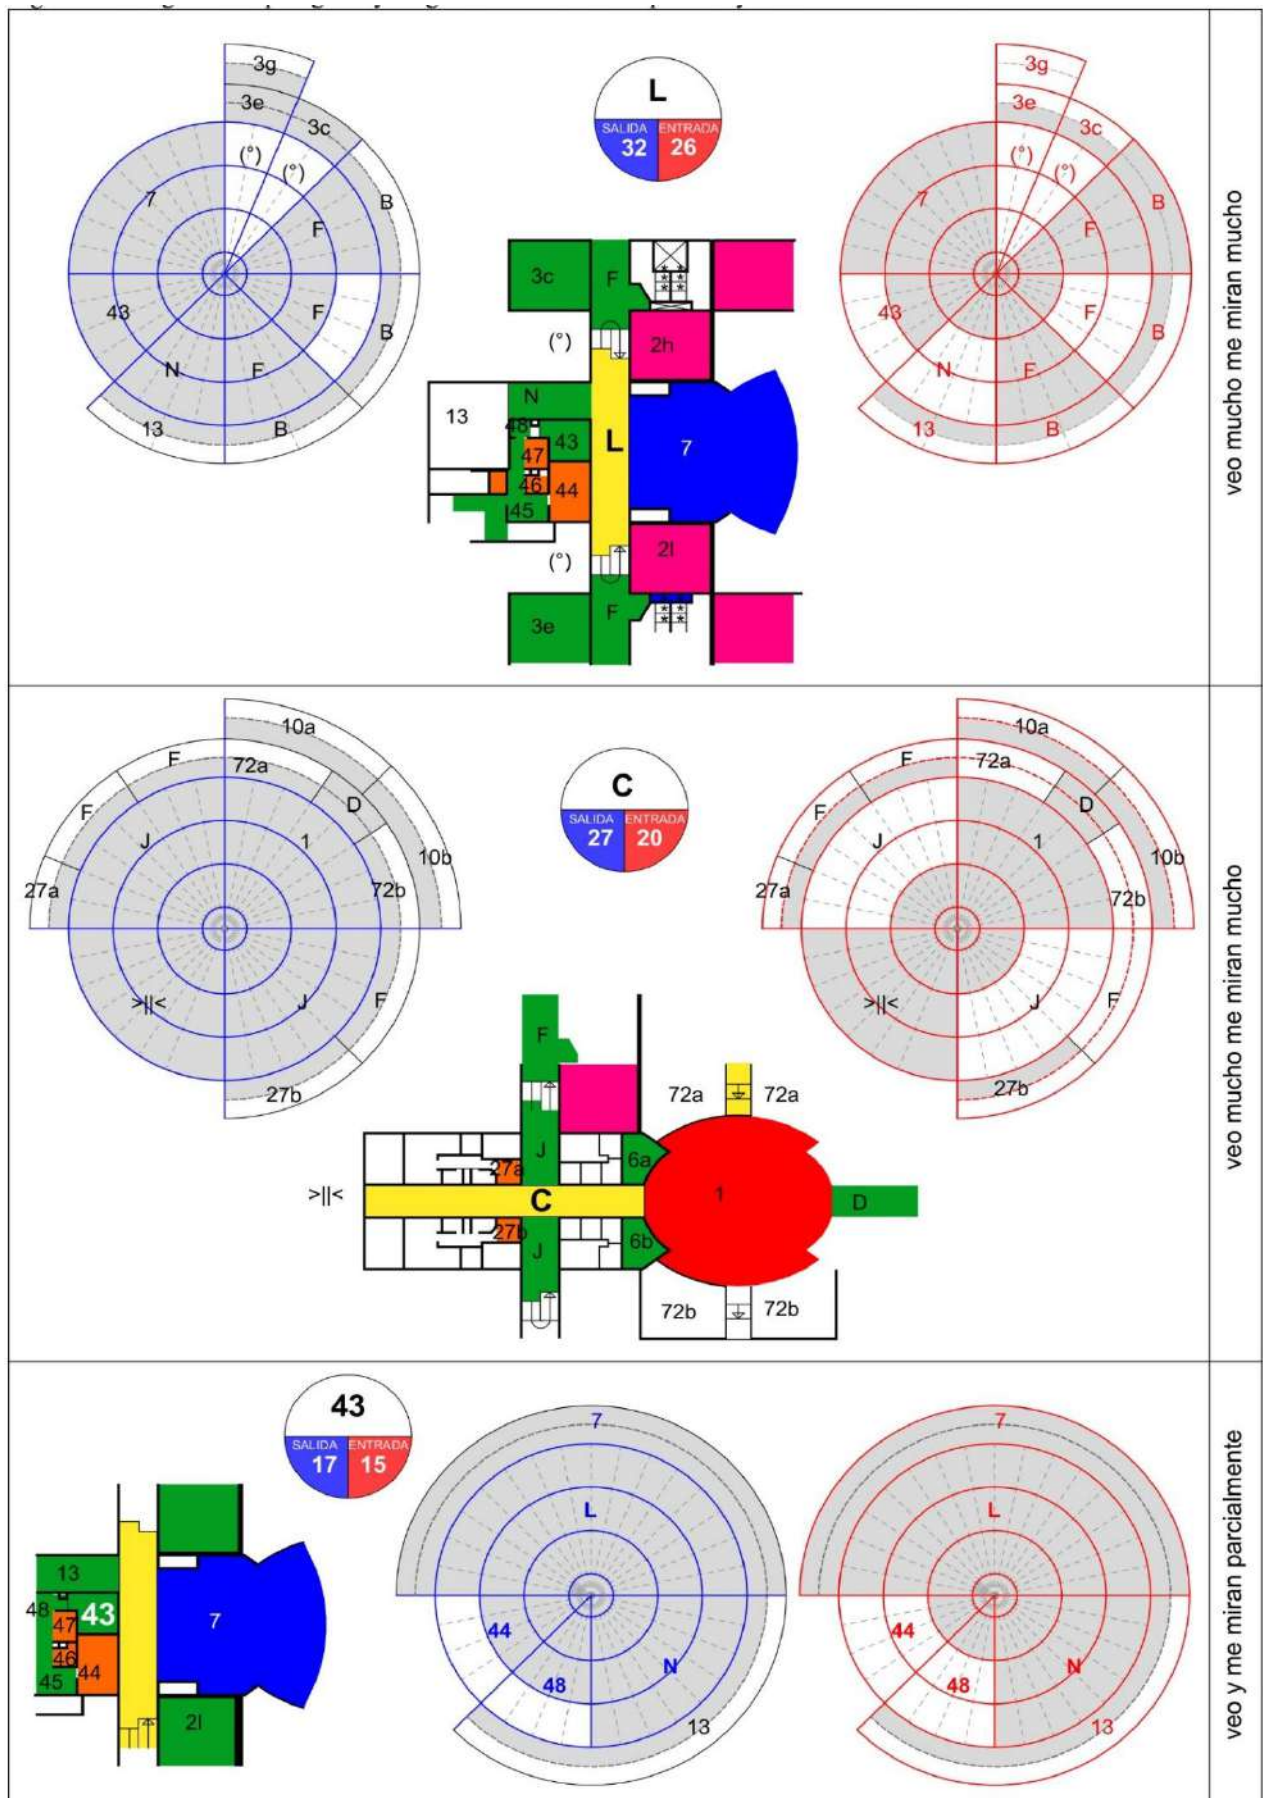 3g
3e
3c
(°)
(°)
B
F
7
43
F
B
N
F
13
B
L
SALIDA
32
ENTRADA
26
3g
3e
3c
(°)
(°)
B
F
7
43
F
B
N
F
13
B
3c
F
(°)
2h
13
N
48
43
47
L
7
46
44
45
(°)
2l
3e
F
veo mucho me miran mucho
10a
F
72a
F
D
J
1
10b
27a
72b
>||<
J
F
27b
C
SALIDA
27
ENTRADA
20
10a
F
72a
F
D
J
1
10b
27a
72b
>||<
J
F
27b
F
72a
72a
J
27a
6a
>||<
C
1
D
27b
J
6b
72b
72b
veo mucho me miran mucho
43
SALIDA
17
ENTRADA
15
7
L
44
48
N
13
7
L
44
48
N
13
13
48
43
47
7
46
44
45
2l
veo y me miran parcialmente